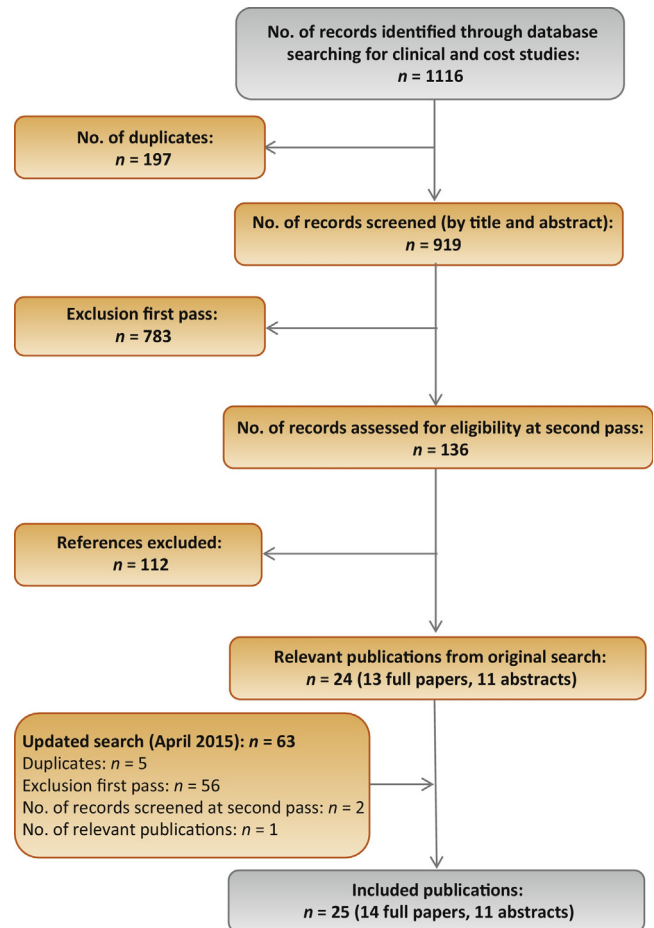 No. of records identified through database
searching for clinical and cost studies:
n = 1116
No. of duplicates:
n = 197
No. of records screened (by title and abstract):
n = 919
Exclusion first pass:
n = 783
No. of records assessed for eligibility at second pass:
n = 136
References excluded:
n = 112
Relevant publications from original search:
n = 24 (13 full papers, 11 abstracts)
Updated search (April 2015): n = 63
Duplicates: n = 5
Exclusion first pass: n = 56
No. of records screened at second pass: n = 2
No. of relevant publications: n = 1
Included publications:
n = 25 (14 full papers, 11 abstracts)